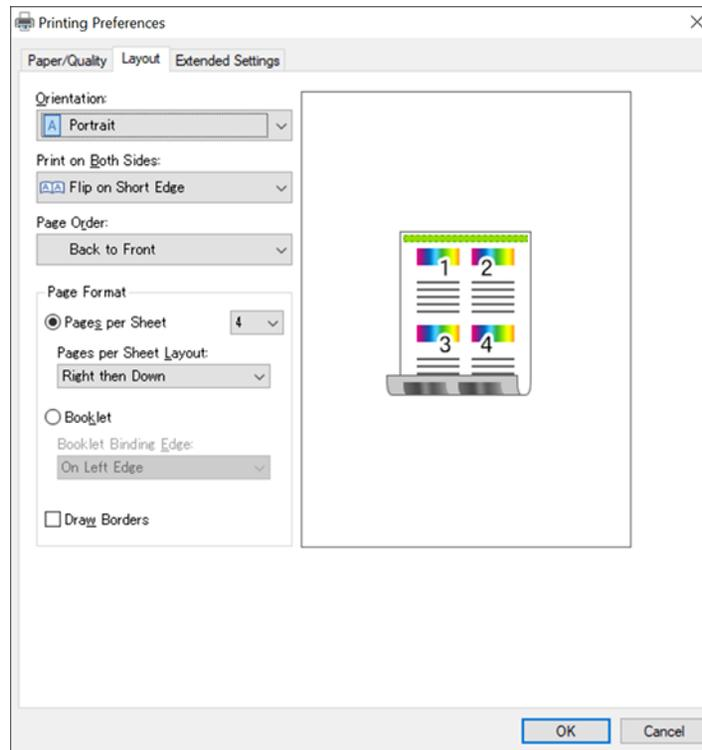 Printing Preferences
Paper/Quality Layout Extended Settings
Orientation:
A Portrait
Print on Both Sides:
AA Flip on Short Edge
Page Order:
Back to Front
Page Format
Pages per Sheet 4
Pages per Sheet Layout:
Right then Down
Booklet
Booklet Binding Edge:
On Left Edge
Draw Borders
1 2
3 4
OK Cancel